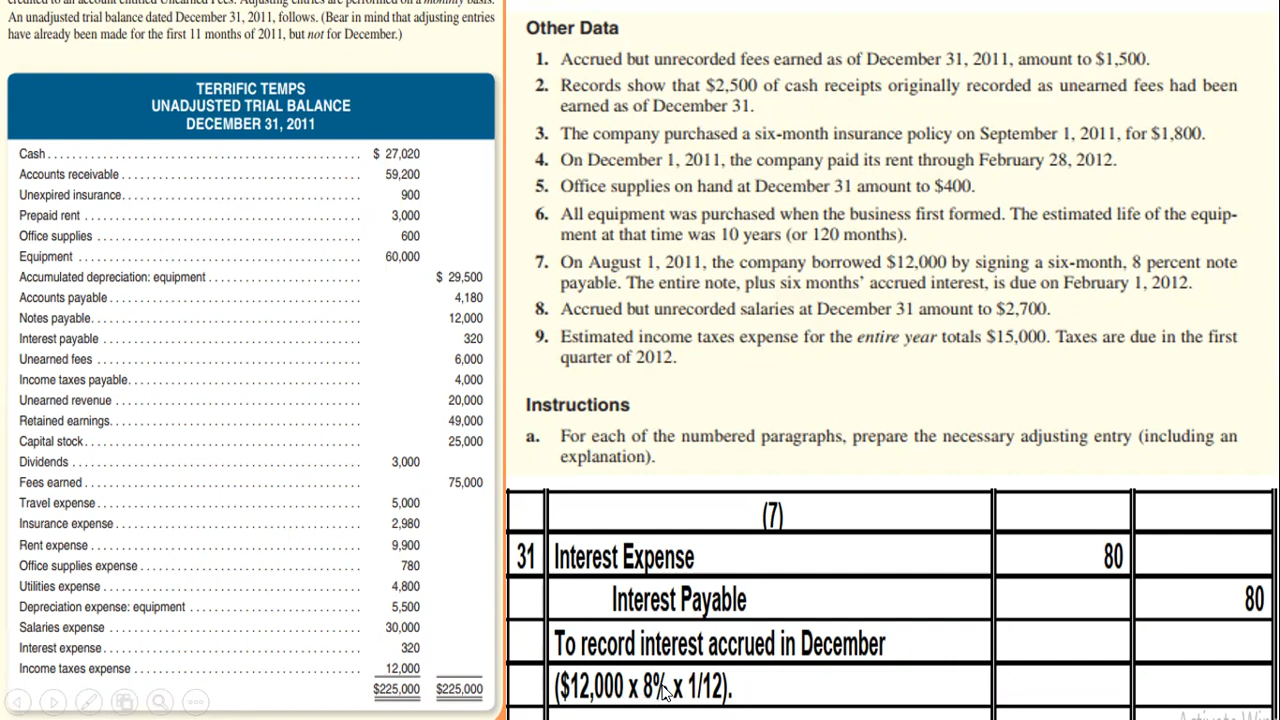 credited to an account entitled Unearned Fees. Adjusting entries are performed on a monthly basis.
An unadjusted trial balance dated December 31, 2011, follows. (Bear in mind that adjusting entries
have already been made for the first 11 months of 2011, but not for December.)
TERRIFIC TEMPS
UNADJUSTED TRIAL BALANCE
DECEMBER 31, 2011
Cash $ 27,020
Accounts receivable 59,200
Unexpired insurance 900
Prepaid rent 3,000
Office supplies 600
Equipment 60,000
Accumulated depreciation: equipment $ 29,500
Accounts payable 4,180
Notes payable 12,000
Interest payable 320
Unearned fees 6,000
Income taxes payable 4,000
Unearned revenue 20,000
Retained earnings 49,000
Capital stock 25,000
Dividends 3,000
Fees earned 75,000
Travel expense 5,000
Insurance expense 2,980
Rent expense 9,900
Office supplies expense 780
Utilities expense 4,800
Depreciation expense: equipment 5,500
Salaries expense 30,000
Interest expense 320
Income taxes expense 12,000
$225,000 $225,000
Other Data
1. Accrued but unrecorded fees earned as of December 31, 2011, amount to $1,500.
2. Records show that $2,500 of cash receipts originally recorded as unearned fees had been
earned as of December 31.
3. The company purchased a six-month insurance policy on September 1, 2011, for $1,800.
4. On December 1, 2011, the company paid its rent through February 28, 2012.
5. Office supplies on hand at December 31 amount to $400.
6. All equipment was purchased when the business first formed. The estimated life of the equip-
ment at that time was 10 years (or 120 months).
7. On August 1, 2011, the company borrowed $12,000 by signing a six-month, 8 percent note
payable. The entire note, plus six months' accrued interest, is due on February 1, 2012.
8. Accrued but unrecorded salaries at December 31 amount to $2,700.
9. Estimated income taxes expense for the entire year totals $15,000. Taxes are due in the first
quarter of 2012.
Instructions
a. For each of the numbered paragraphs, prepare the necessary adjusting entry (including an
explanation).
(7)
31 Interest Expense 80
Interest Payable 80
To record interest accrued in December
($12,000 x 8% x 1/12).